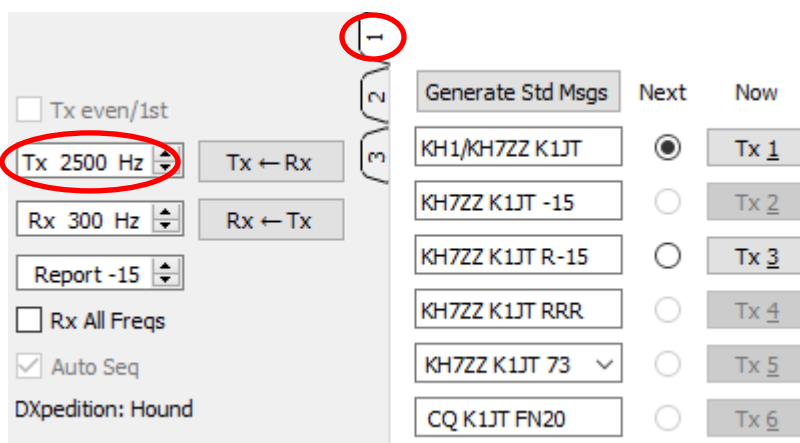 1
2
3
Tx even/1st
Tx 2500 Hz
Tx ← Rx
Rx 300 Hz
Rx ← Tx
Report -15
Rx All Freqs
Auto Seq
DXpedition: Hound
Generate Std Msgs Next Now
KH1/KH7ZZ K1JT Tx 1
KH7ZZ K1JT -15 Tx 2
KH7ZZ K1JT R-15 Tx 3
KH7ZZ K1JT RRR Tx 4
KH7ZZ K1JT 73 Tx 5
CQ K1JT FN20 Tx 6